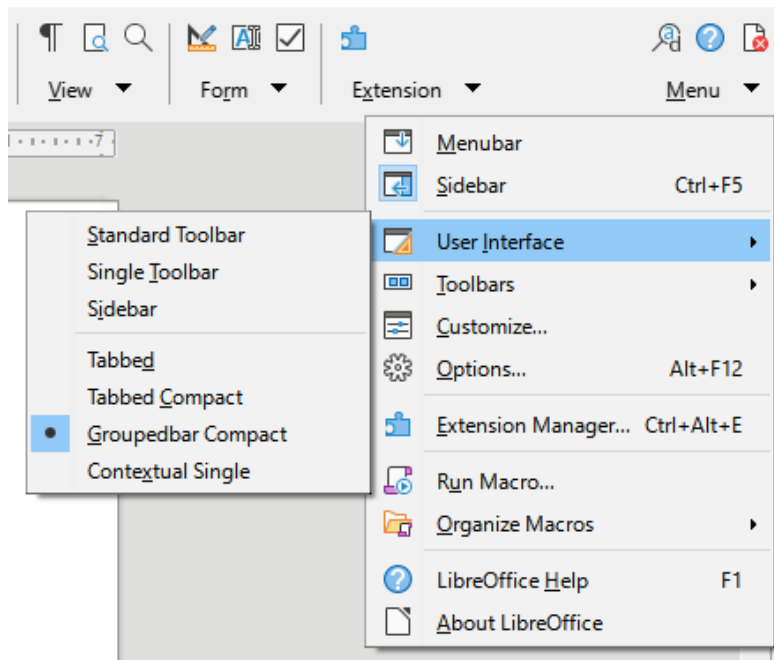 View Form Extension Menu
7
Menubar
Sidebar Ctrl+F5
User Interface
Toolbars
Customize...
Options... Alt+F12
Extension Manager... Ctrl+Alt+E
Run Macro...
Organize Macros
LibreOffice Help F1
About LibreOffice
Standard Toolbar
Single Toolbar
Sidebar
Tabbed
Tabbed Compact
Groupedbar Compact
Contextual Single